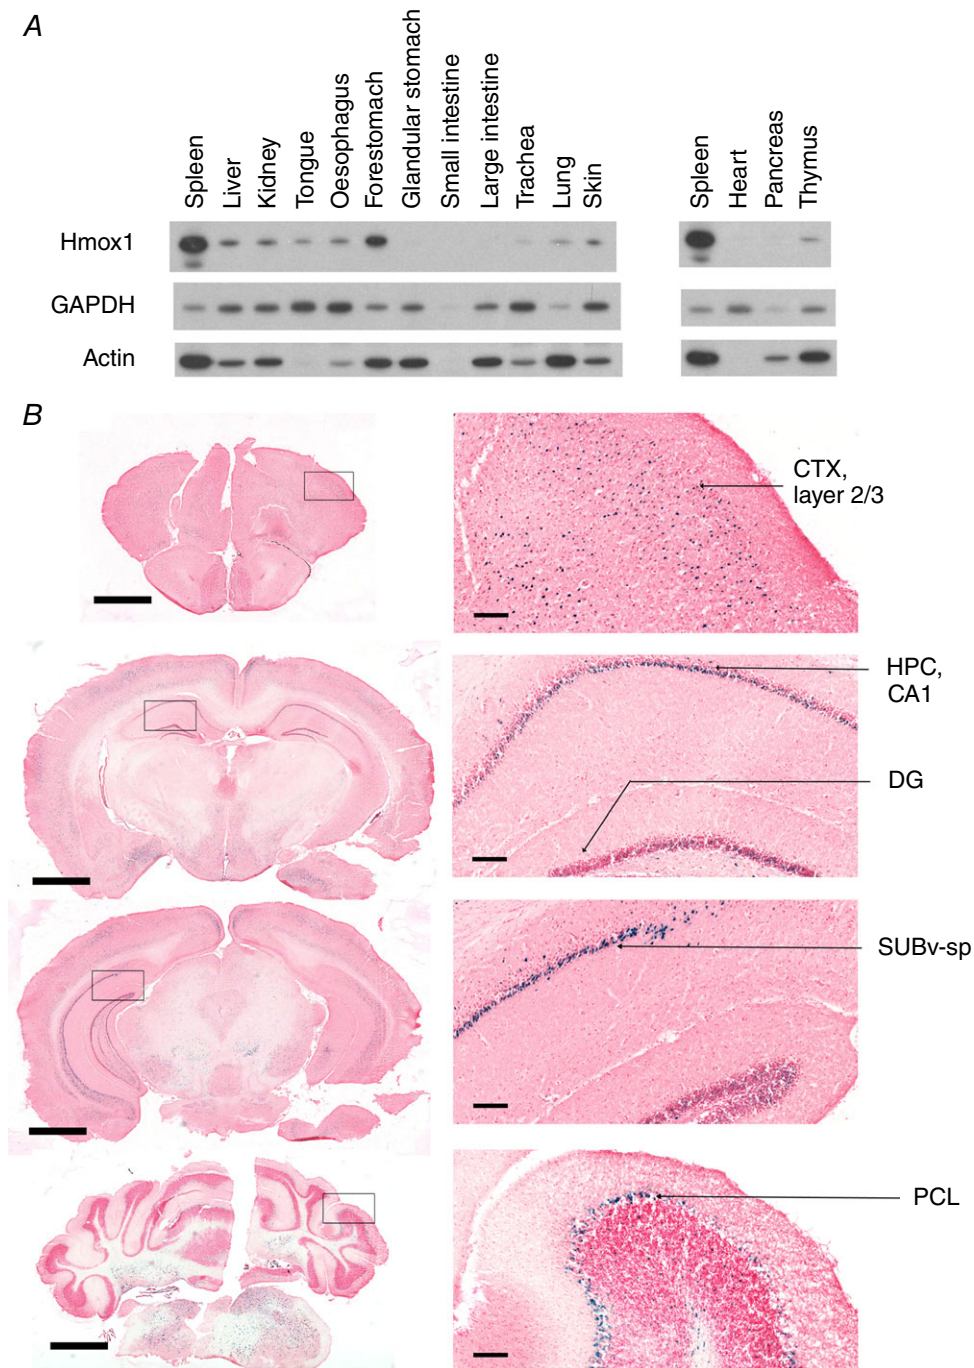 A
Spleen
Liver
Kidney
Tongue
Oesophagus
Forestomach
Glandular stomach
Small intestine
Large intestine
Trachea
Lung
Skin
Spleen
Heart
Pancreas
Thymus
Hmox1
GAPDH
Actin
B
CTX,
layer 2/3
HPC,
CA1
DG
SUBv-sp
PCL